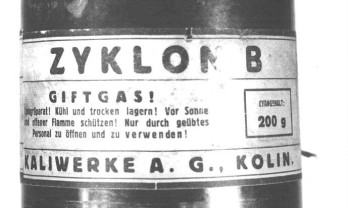 ZYKLON B
GIFTGAS!
Kühl und trocken lagern! Vor Sonne
und offener Flamme schützen! Nur durch geübtes
Personal zu öffnen und zu verwenden!
CYANGEHALT:
200 g
KALIWERKE A. G., KOLIN.